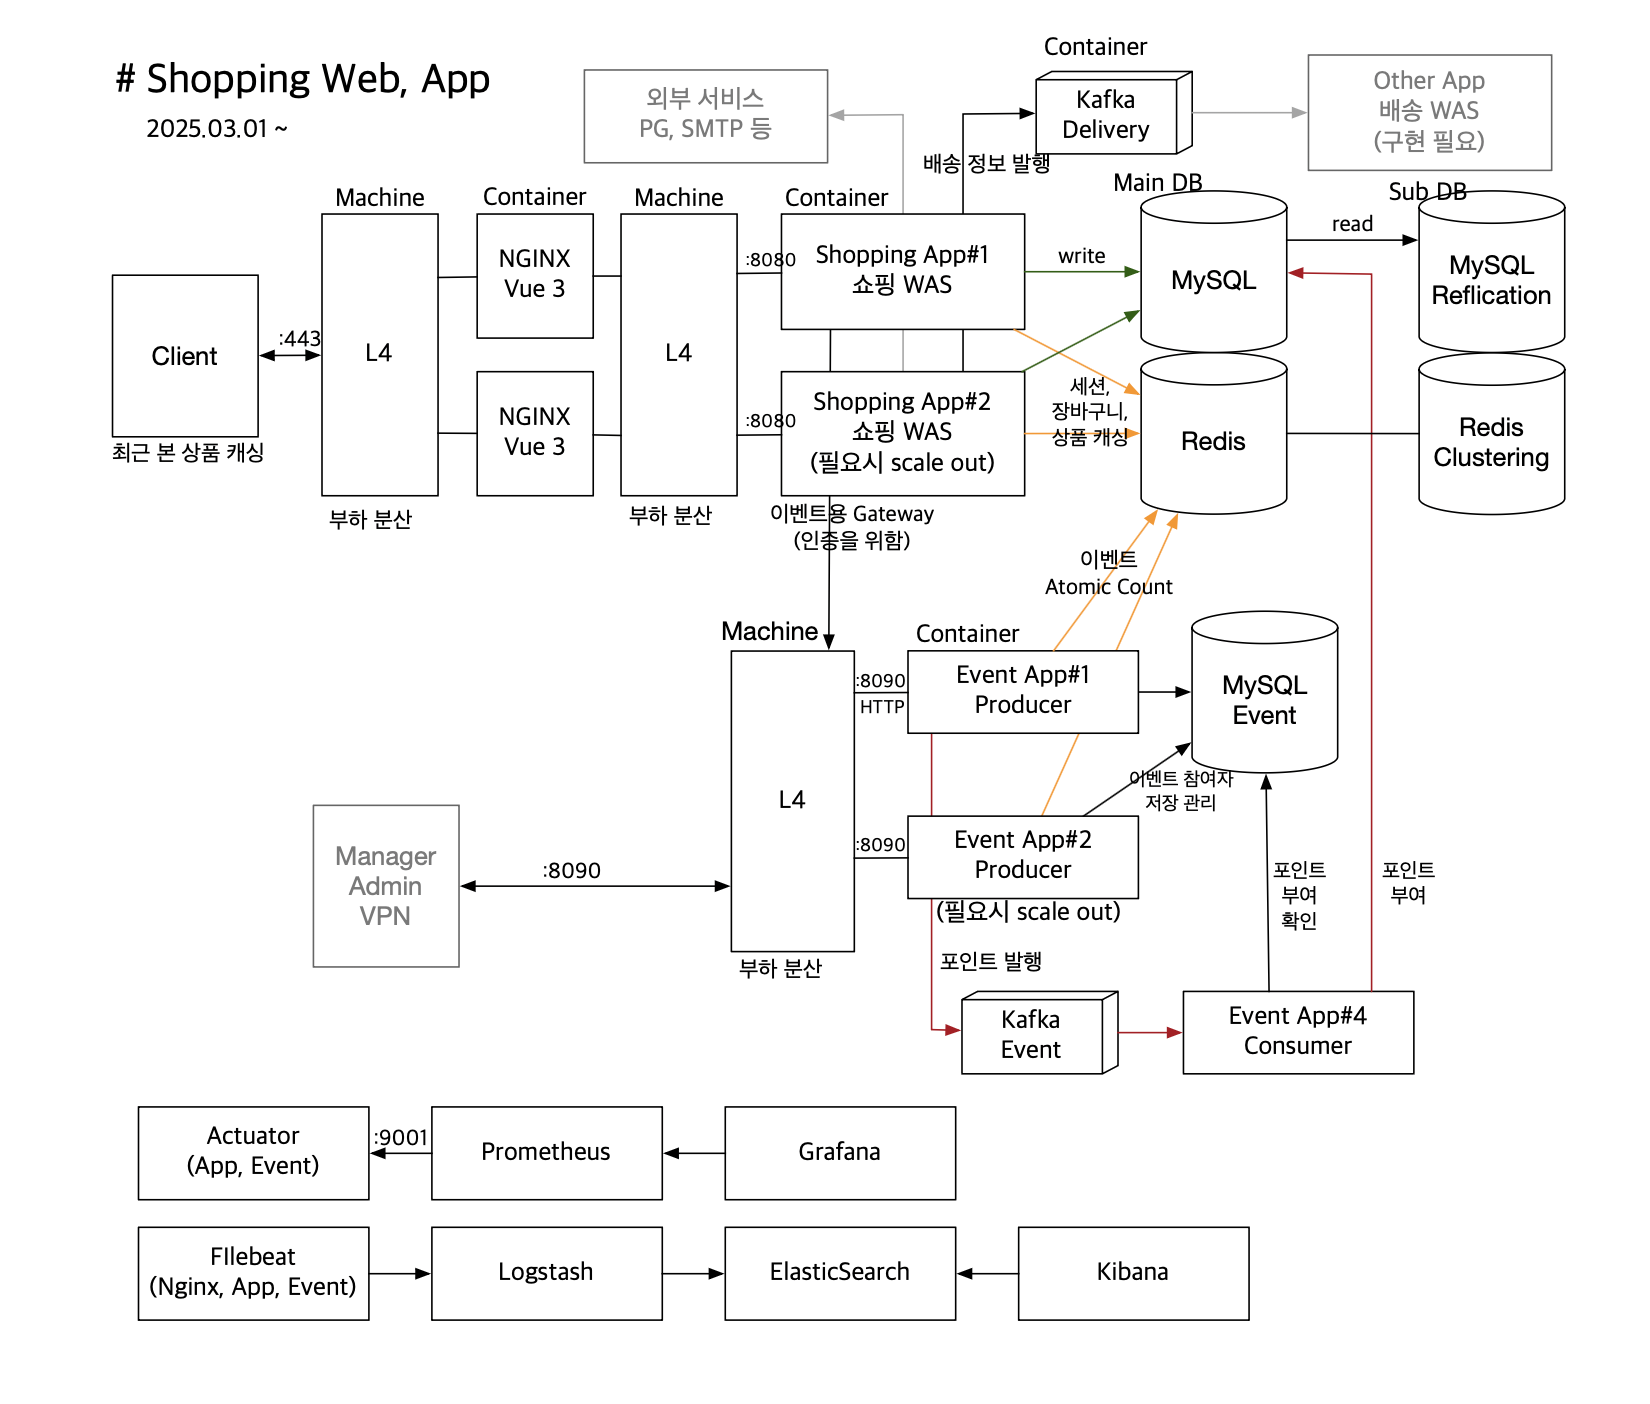 # Shopping Web, App
2025.03.01 ~
외부 서비스
PG, SMTP 등
Container
Kafka
Delivery
Other App
배송 WAS
(구현 필요)
배송 정보 발행
Machine
Container
Machine
Container
Main DB
Sub DB
Client
최근 본 상품 캐싱
:443
L4
부하 분산
NGINX
Vue 3
NGINX
Vue 3
L4
부하 분산
:8080
:8080
Shopping App#1
쇼핑 WAS
Shopping App#2
쇼핑 WAS
(필요시 scale out)
이벤트용 Gateway
(인증을 위함)
write
MySQL
read
MySQL
Reflication
세션,
장바구니,
상품 캐싱
Redis
Redis
Clustering
이벤트
Atomic Count
Machine
Container
L4
부하 분산
:8090
HTTP
:8090
Event App#1
Producer
Event App#2
Producer
(필요시 scale out)
MySQL
Event
이벤트 참여자
저장 관리
Manager
Admin
VPN
:8090
포인트 발행
포인트
부여
확인
포인트
부여
Kafka
Event
Event App#4
Consumer
Actuator
(App, Event)
:9001
Prometheus
Grafana
FIlebeat
(Nginx, App, Event)
Logstash
ElasticSearch
Kibana